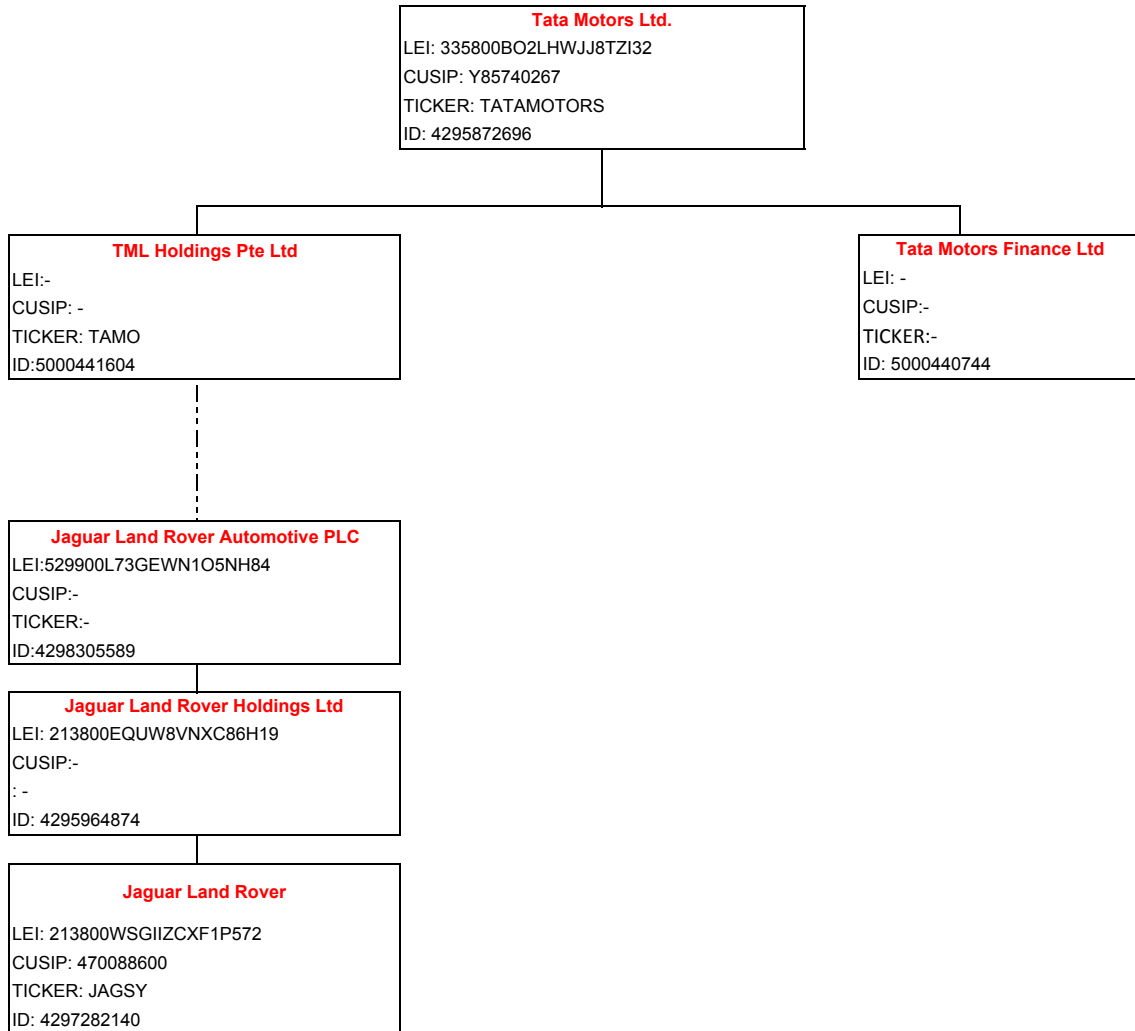 Tata Motors Ltd.
LEI: 335800BO2LHWJJ8TZI32
CUSIP: Y85740267
TICKER: TATAMOTORS
ID: 4295872696
TML Holdings Pte Ltd
LEI:-
CUSIP: -
TICKER: TAMO
ID:5000441604
Tata Motors Finance Ltd
LEI: -
CUSIP:-
TICKER:-
ID: 5000440744
Jaguar Land Rover Automotive PLC
LEI:529900L73GEWN1O5NH84
CUSIP:-
TICKER:-
ID:4298305589
Jaguar Land Rover Holdings Ltd
LEI: 213800EQUW8VNXC86H19
CUSIP:-
: -
ID: 4295964874
Jaguar Land Rover
LEI: 213800WSGIIZCXF1P572
CUSIP: 470088600
TICKER: JAGSY
ID: 4297282140